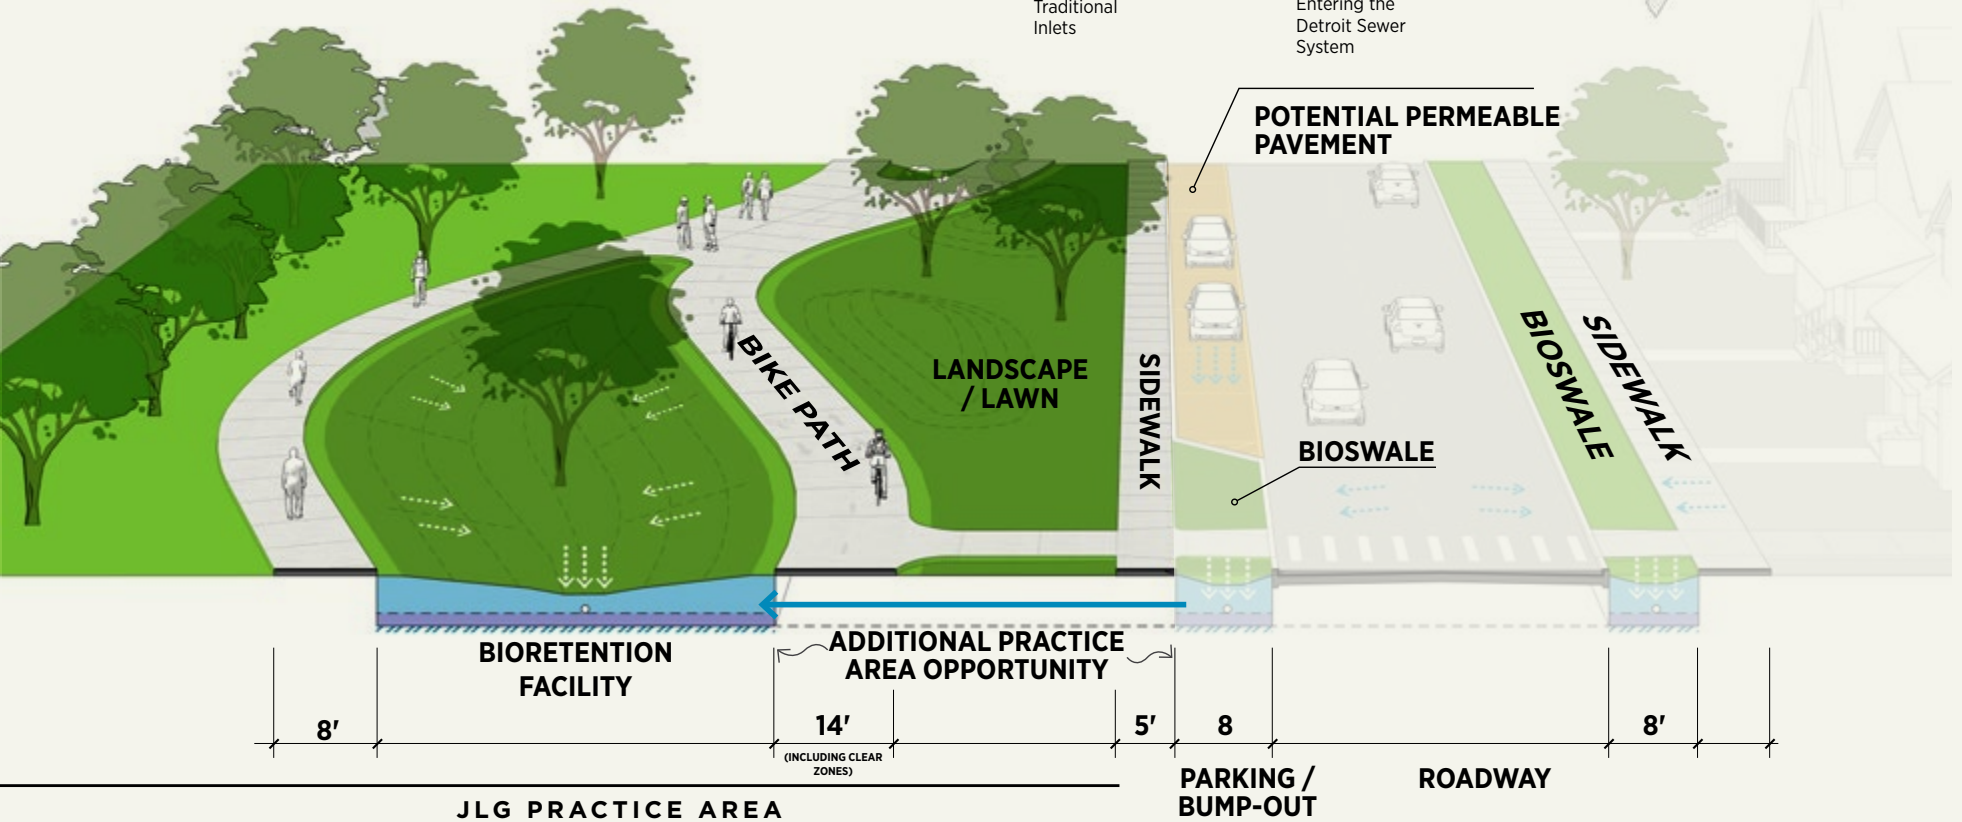 Traditional
Inlets
Entering the
Detroit Sewer
System
POTENTIAL PERMEABLE
PAVEMENT
BIKE PATH
LANDSCAPE
/ LAWN
SIDEWALK
BIOSWALE
BIOSWALE
SIDEWALK
BIORETENTION
FACILITY
ADDITIONAL PRACTICE
AREA OPPORTUNITY
8'
14'
(INCLUDING CLEAR
ZONES)
5'
8
8'
PARKING /
BUMP-OUT
ROADWAY
JLG PRACTICE AREA